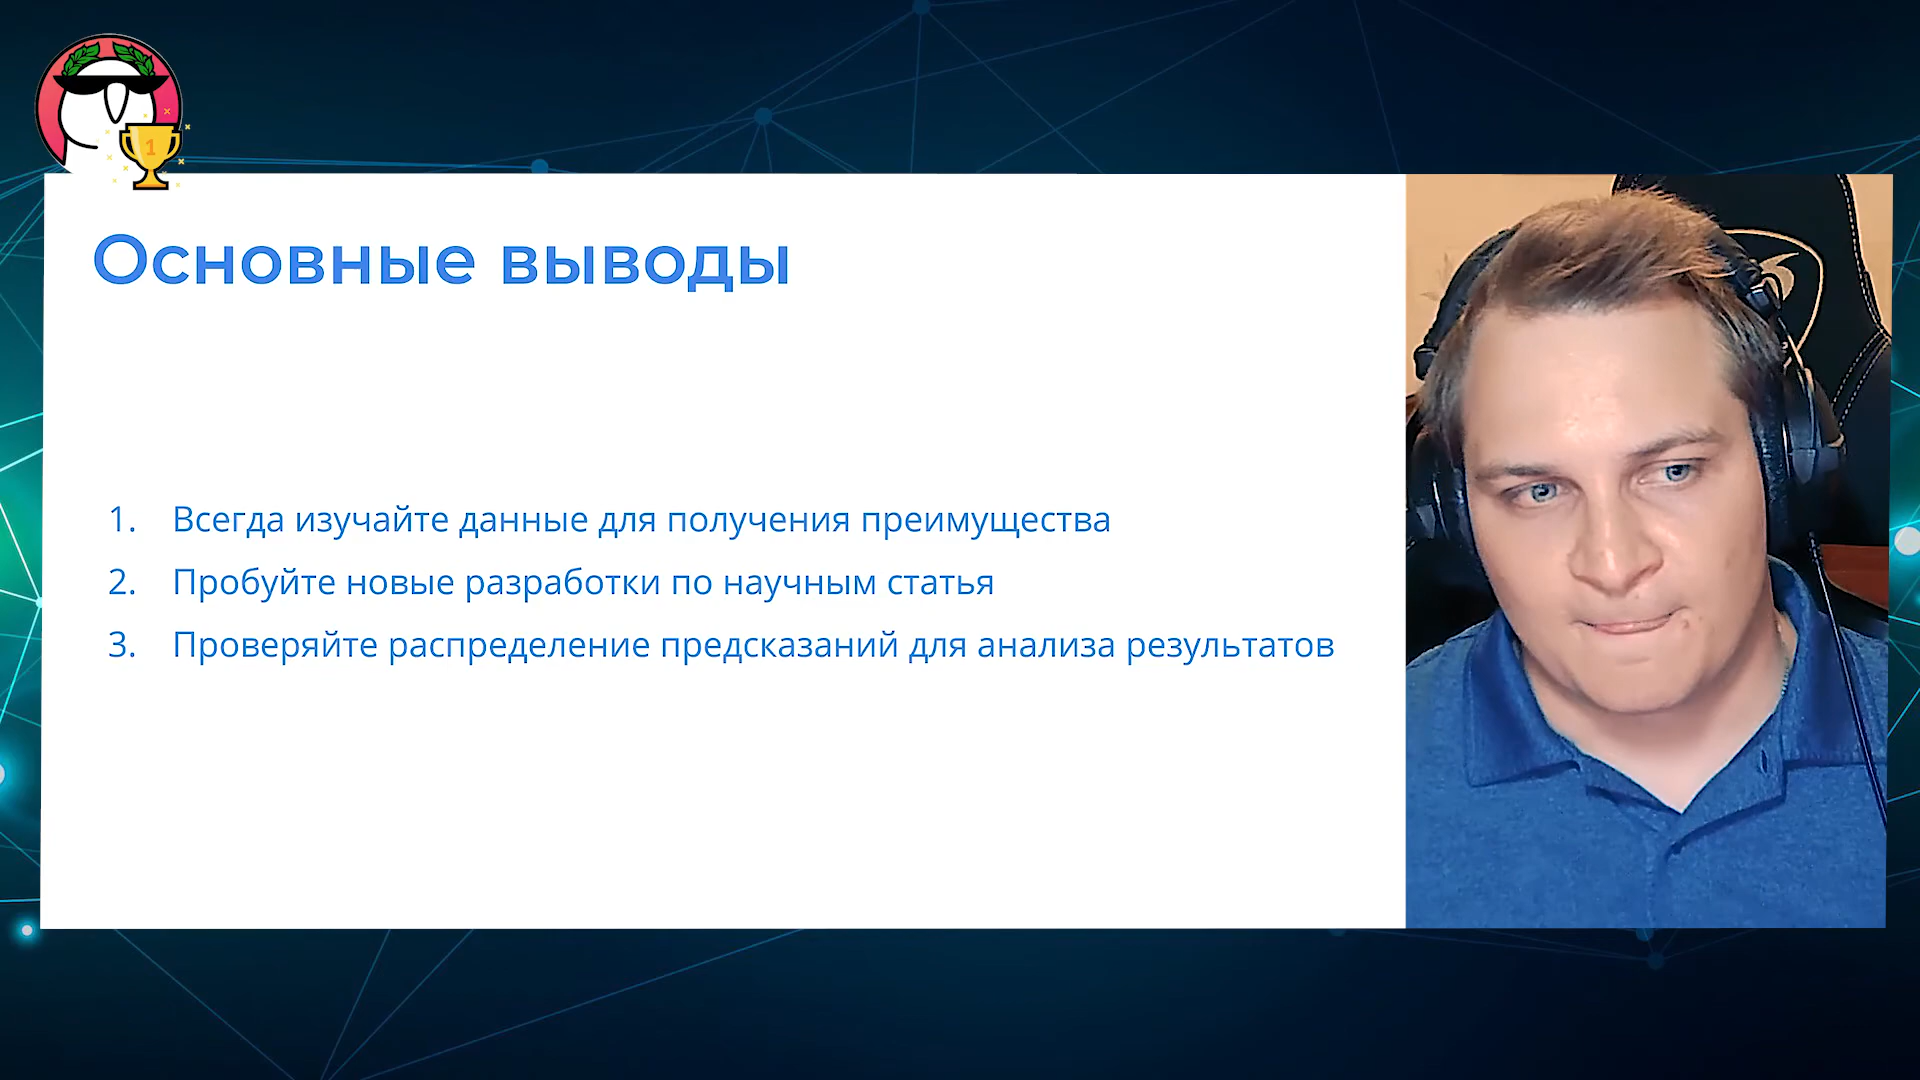 1
Основные выводы
1. Всегда изучайте данные для получения преимущества
2. Пробуйте новые разработки по научным статья
3. Проверяйте распределение предсказаний для анализа результатов